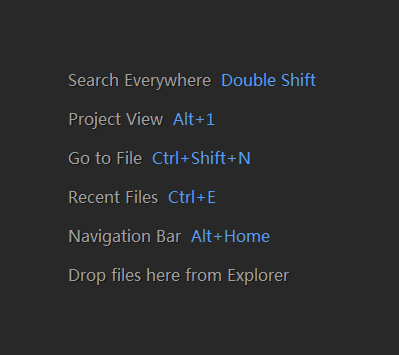 Search Everywhere Double Shift
Project View Alt+1
Go to File Ctrl+Shift+N
Recent Files Ctrl+E
Navigation Bar Alt+Home
Drop files here from Explorer